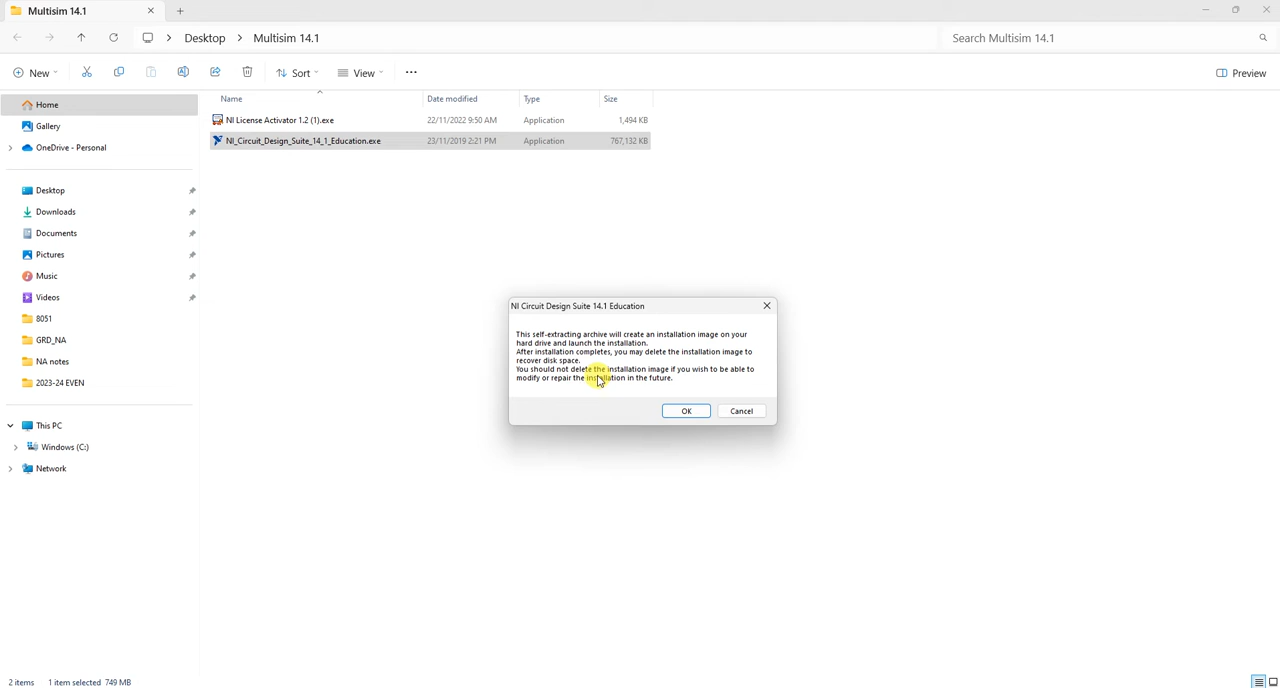 Multisim 14.1
Desktop > Multisim 14.1
Search Multisim 14.1
New
Sort
View
Preview
Name
Date modified
Type
Size
Home
Gallery
OneDrive - Personal
Desktop
Downloads
Documents
Pictures
Music
Videos
8051
GRD_NA
NA notes
2023-24 EVEN
This PC
Windows (C:)
Network
NI License Activator 1.2 (1).exe 22/11/2022 9:50 AM Application 1,494 KB
NI_Circuit_Design_Suite_14_1_Education.exe 23/11/2019 2:21 PM Application 767,132 KB
NI Circuit Design Suite 14.1 Education
This self-extracting archive will create an installation image on your
hard drive and launch the installation.
After installation completes, you may delete the installation image to
recover disk space.
You should not delete the installation image if you wish to be able to
modify or repair the installation in the future.
OK
Cancel
2 items 1 item selected 749 MB